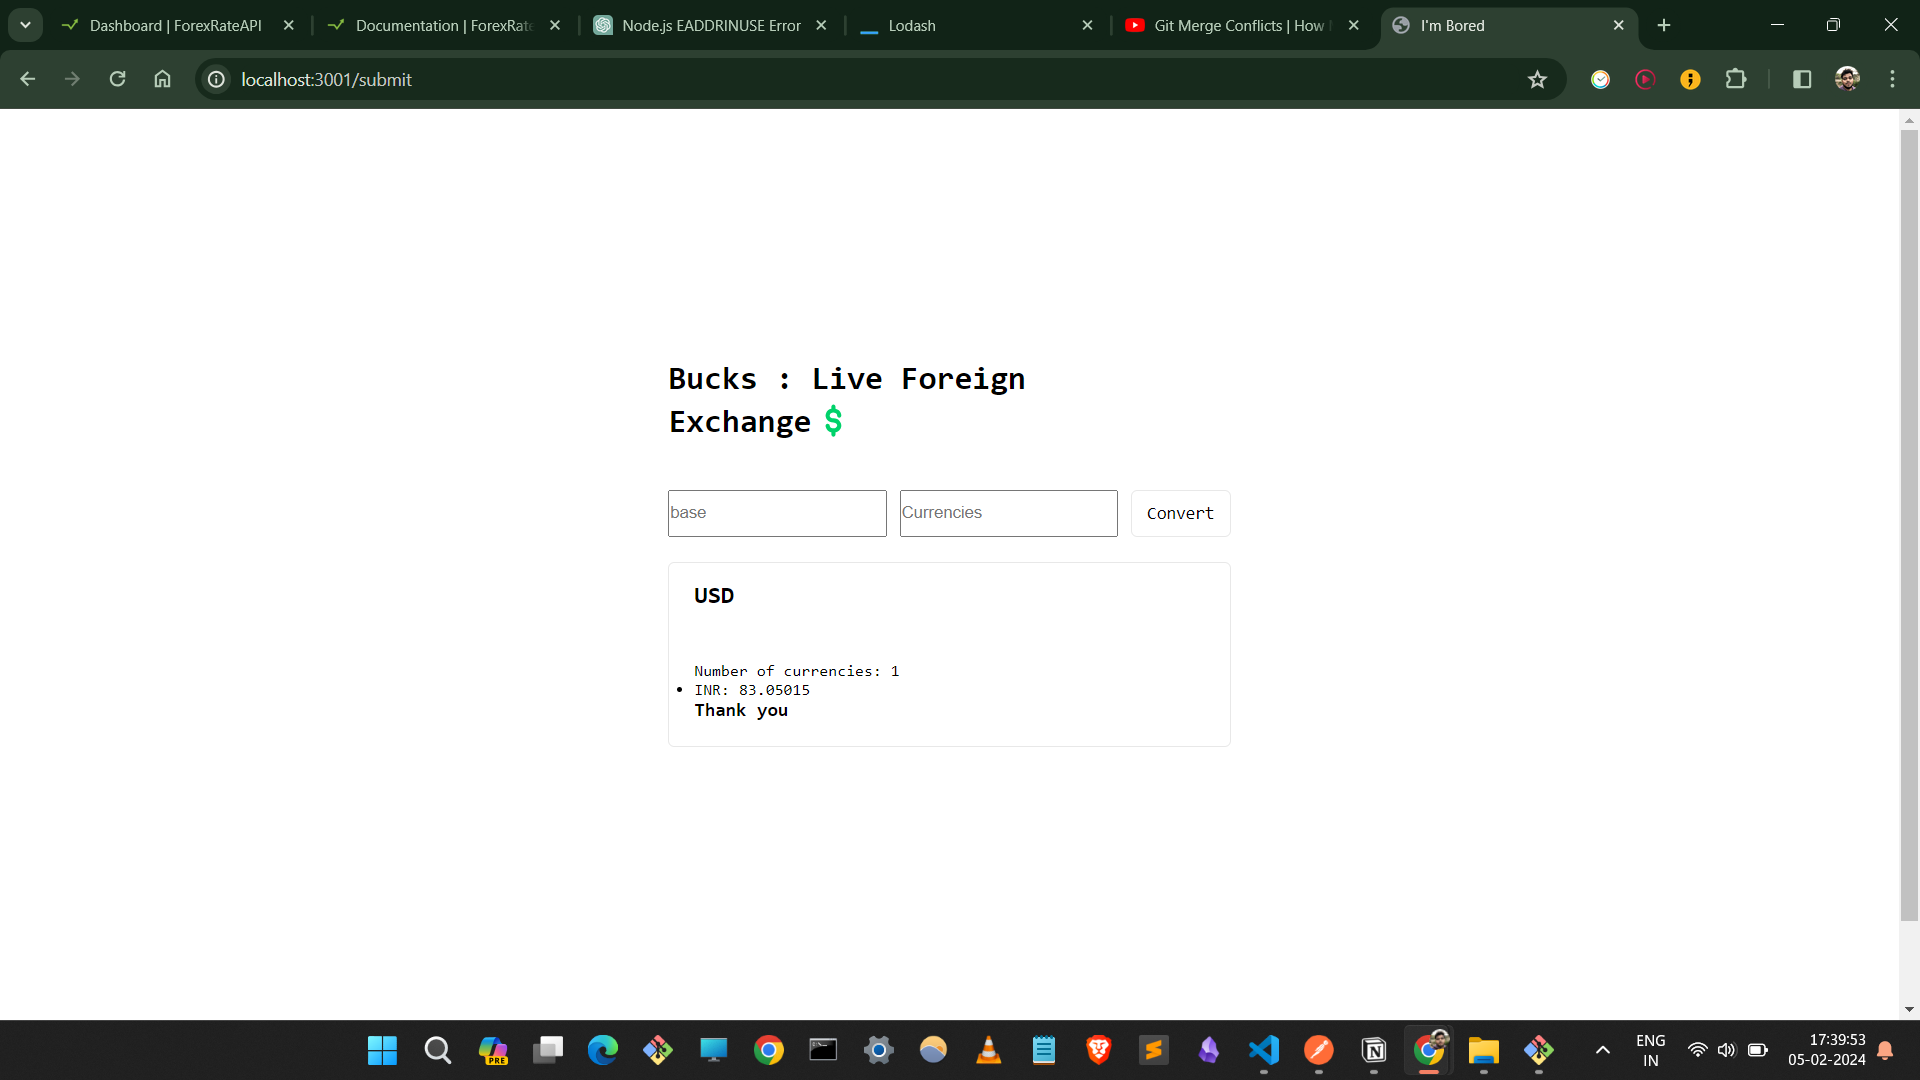 Dashboard | ForexRateAPI
Documentation | ForexRate
Node.js EADDRINUSE Error
Lodash
Git Merge Conflicts | How
I'm Bored
localhost:3001/submit
Bucks : Live Foreign
Exchange $
base
Currencies
Convert
USD
Number of currencies: 1
• INR: 83.05015
Thank you
PRE
ENG
IN
17:39:53
05-02-2024